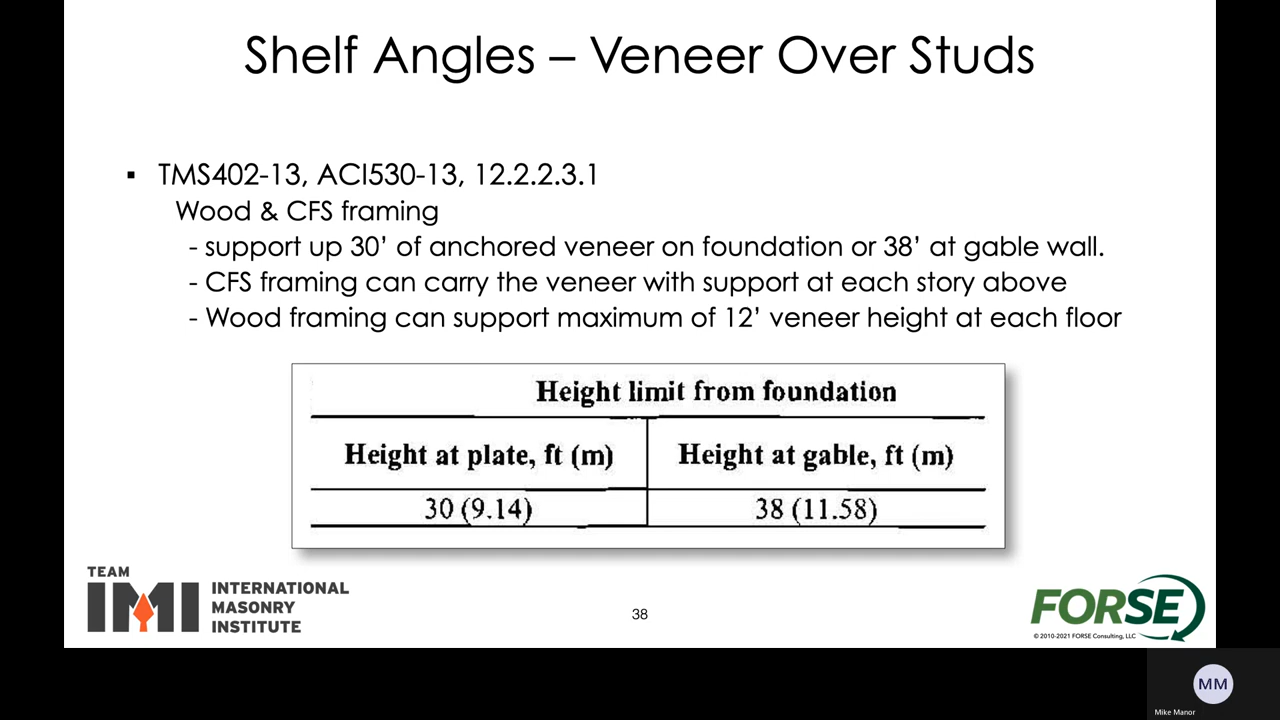 Shelf Angles – Veneer Over Studs
▪ TMS402-13, ACI530-13, 12.2.2.3.1
Wood & CFS framing
- support up 30’ of anchored veneer on foundation or 38’ at gable wall.
- CFS framing can carry the veneer with support at each story above
- Wood framing can support maximum of 12’ veneer height at each floor
Height limit from foundation
Height at plate, ft (m) Height at gable, ft (m)
30 (9.14) 38 (11.58)
TEAM
IMI
INTERNATIONAL
MASONRY
INSTITUTE
38
FORSE
© 2010-2021 FORSE Consulting, LLC
MM
Mike Manor